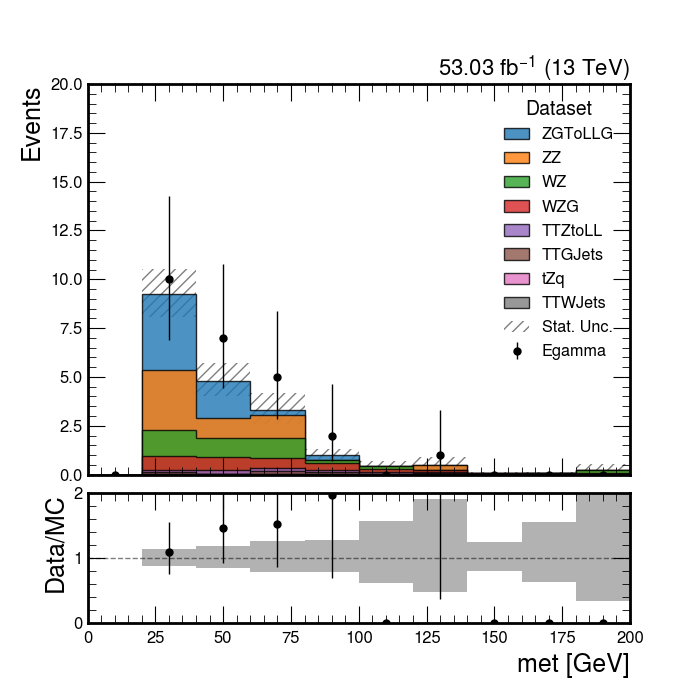 53.03 fb⁻¹ (13 TeV)
Events
20.0
17.5
15.0
12.5
10.0
7.5
5.0
2.5
0.0
Dataset
ZGToLLG
ZZ
WZ
WZG
TTZtoLL
TTGJets
tZq
TTWJets
Stat. Unc.
Egamma
Data/MC
2
1
0
0 25 50 75 100 125 150 175 200
met [GeV]